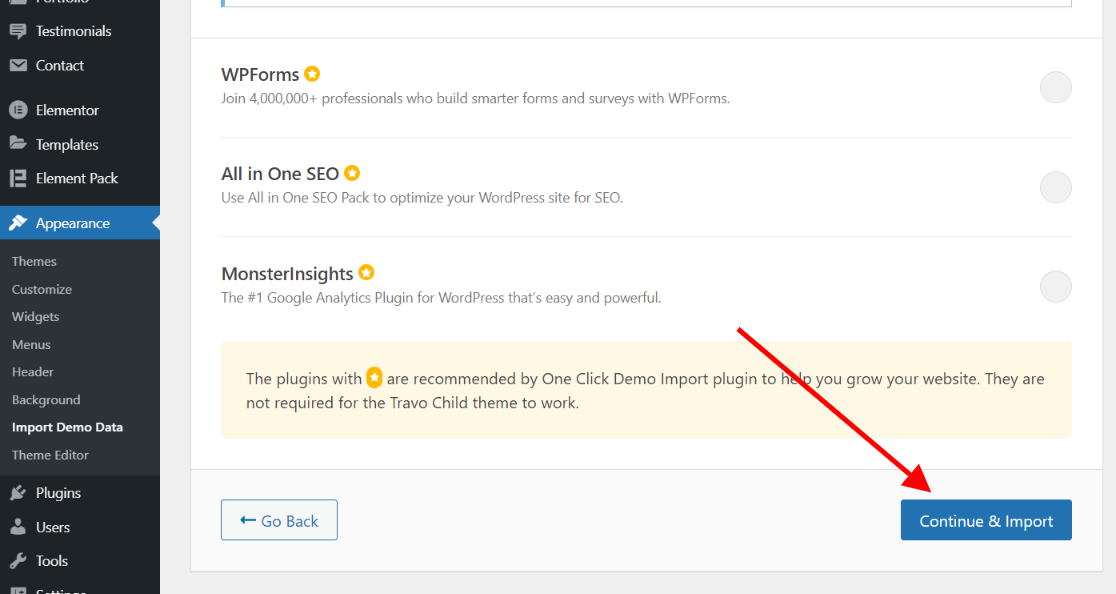 Testimonials
Contact
Elementor
Templates
Element Pack
Appearance
Themes
Customize
Widgets
Menus
Header
Background
Import Demo Data
Theme Editor
Plugins
Users
Tools
WPForms
Join 4,000,000+ professionals who build smarter forms and surveys with WPForms.
All in One SEO
Use All in One SEO Pack to optimize your WordPress site for SEO.
MonsterInsights
The #1 Google Analytics Plugin for WordPress that's easy and powerful.
The plugins with are recommended by One Click Demo Import plugin to help you grow your website. They are
not required for the Travo Child theme to work.
Go Back
Continue & Import